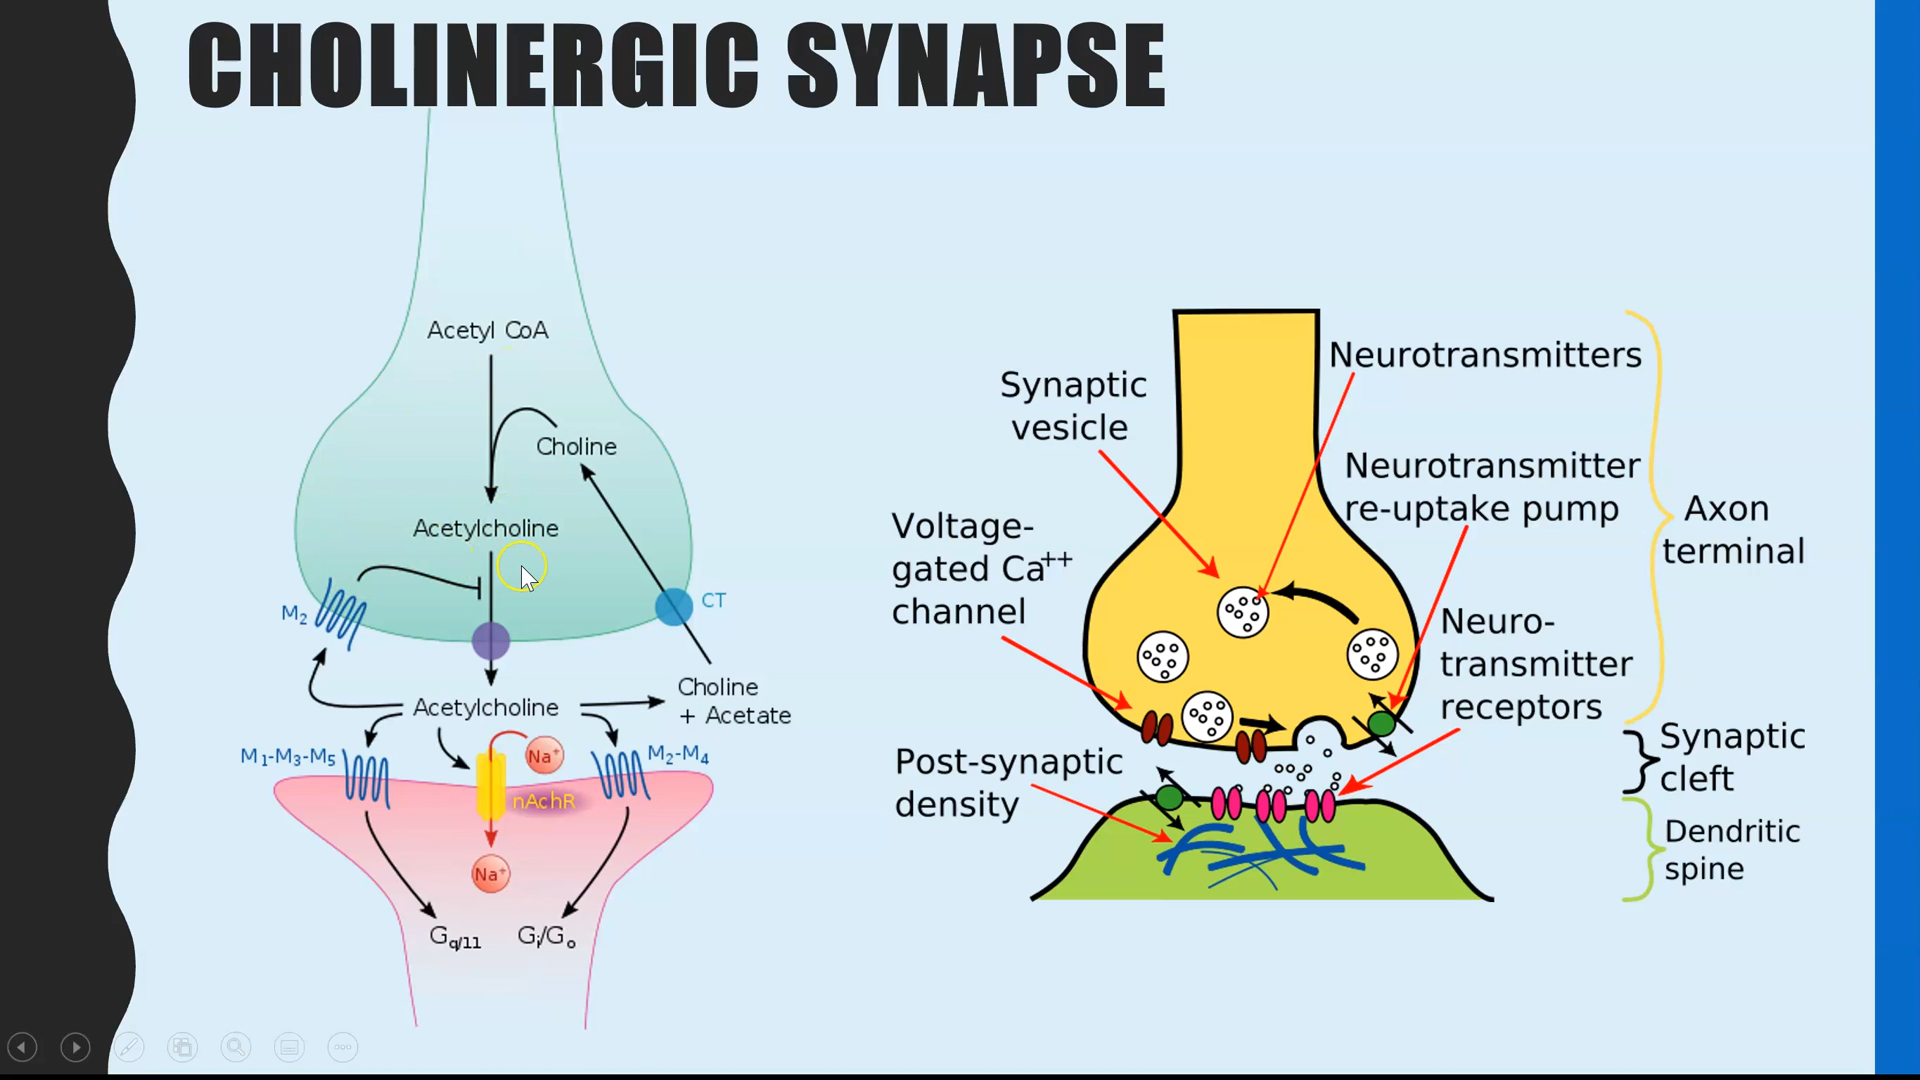 CHOLINERGIC SYNAPSE
Acetyl CoA
Choline
Acetylcholine
M2
CT
Acetylcholine
Choline
+ Acetate
M1-M3-M5
Na+
M2-M4
nAchR
Na+
Gq/11
Gi/Go
Neurotransmitters
Synaptic
vesicle
Neurotransmitter
re-uptake pump
Axon
terminal
Voltage-
gated Ca++
channel
Neuro-
transmitter
receptors
Synaptic
cleft
Post-synaptic
density
Dendritic
spine